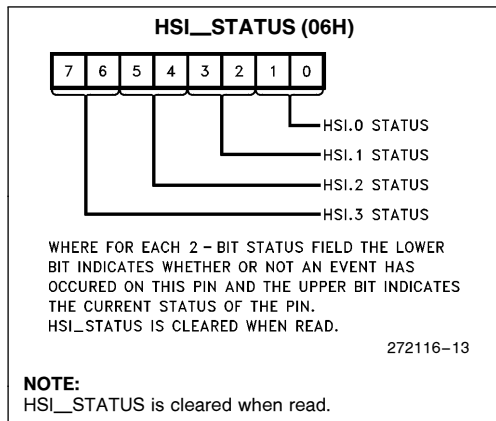 HSI__STATUS (06H)
7 6 5 4 3 2 1 0
HSI.0 STATUS
HSI.1 STATUS
HSI.2 STATUS
HSI.3 STATUS
WHERE FOR EACH 2 – BIT STATUS FIELD THE LOWER
BIT INDICATES WHETHER OR NOT AN EVENT HAS
OCCURED ON THIS PIN AND THE UPPER BIT INDICATES
THE CURRENT STATUS OF THE PIN.
HSI_STATUS IS CLEARED WHEN READ.
272116–13
NOTE:
HSI__STATUS is cleared when read.